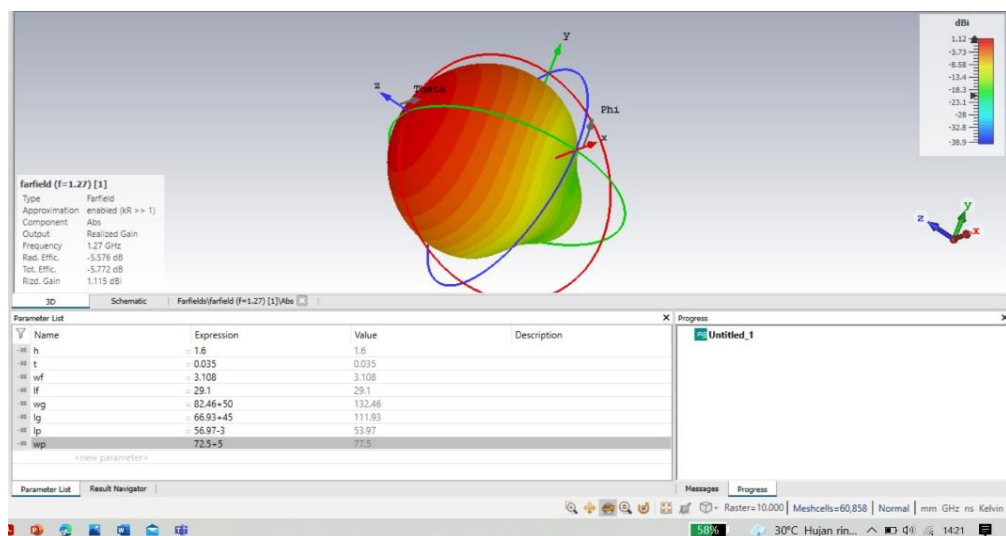 dBi
1.12
-3.73
-8.58
-13.4
-18.3
-23.1
-28
-32.8
-38.9
y
z
Theta
Phi
x
farfield (f=1.27) [1]
Type Farfield
Approximation enabled (kR >> 1)
Component Abs
Output Realized Gain
Frequency 1.27 GHz
Rad. Effic. -5.576 dB
Tot. Effic. -5.772 dB
Rlzd. Gain 1.115 dBi
y
z
x
3D Schematic Farfields\farfield (f=1.27) [1]\Abs
Parameter List
Name Expression Value Description
h = 1.6 1.6
t = 0.035 0.035
wf = 3.108 3.108
lf = 29.1 29.1
wg = 82.46+50 132.46
lg = 66.93+45 111.93
lp = 56.97-3 53.97
wp 72.5+5 77.5
<new parameter>
Parameter List Result Navigator
Progress
Untitled_1
Messages Progress
Raster=10.000 Meshcells=60,858 Normal mm GHz ns Kelvin
58% 30°C Hujan rin... 14:21